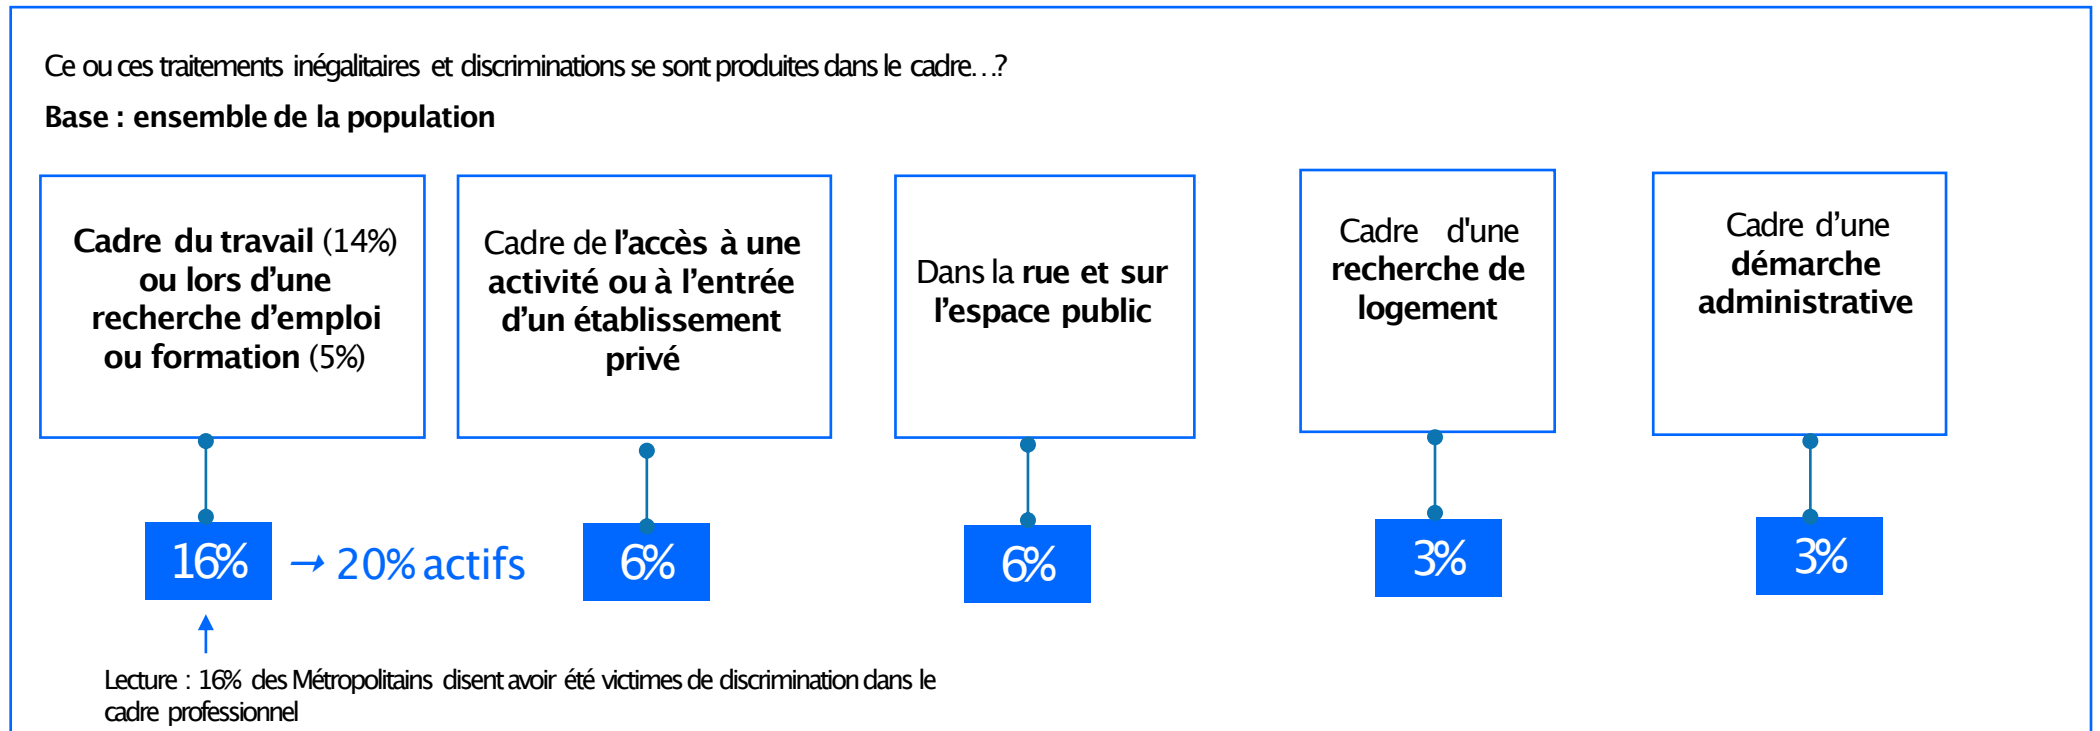 Ce ou ces traitements inégalitaires et discriminations se sont produites dans le cadre…?
Base : ensemble de la population
Cadre du travail (14%)
ou lors d’une
recherche d’emploi
ou formation (5%)
Cadre de l’accès à une
activité ou à l’entrée
d’un établissement
privé
Dans la rue et sur
l’espace public
Cadre d'une
recherche de
logement
Cadre d’une
démarche
administrative
16%
→ 20% actifs
6%
6%
3%
3%
Lecture : 16% des Métropolitains disent avoir été victimes de discrimination dans le
cadre professionnel